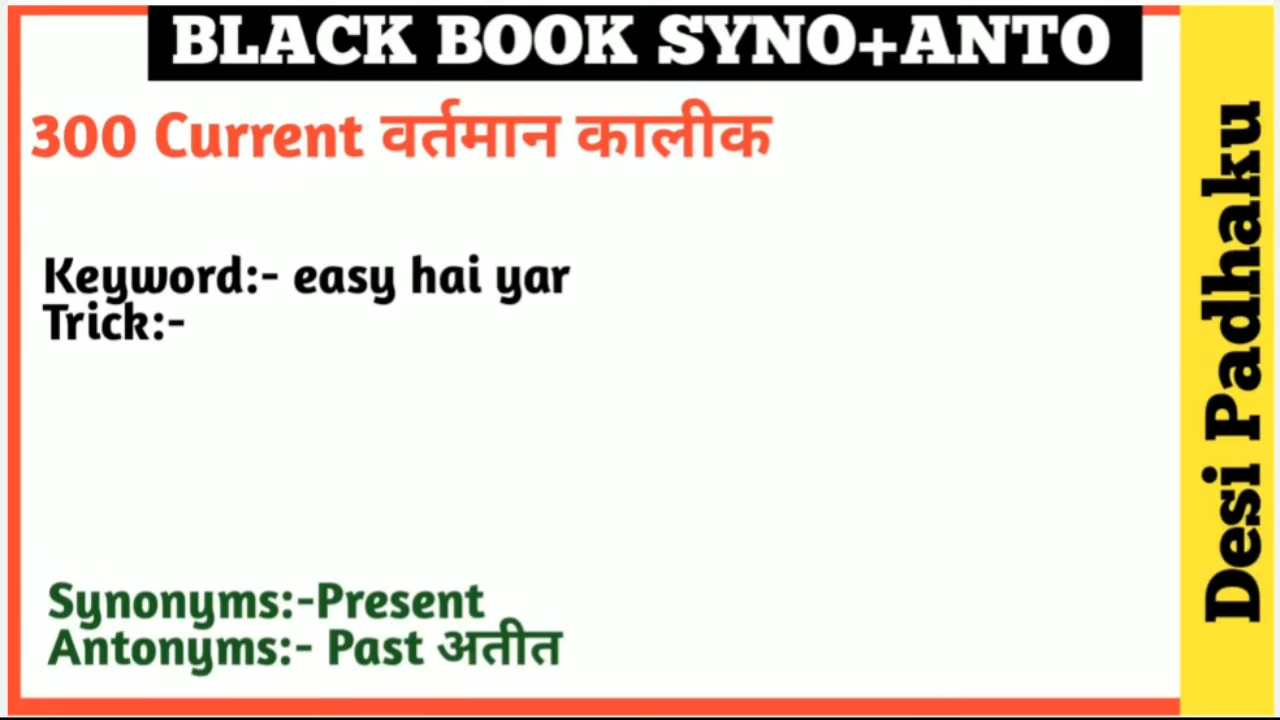 BLACK BOOK SYNO+ANTO
300 Current वर्तमान कालीक
Keyword:- easy hai yar
Trick:-
Synonyms:-Present
Antonyms:- Past अतीत
Desi Padhaku